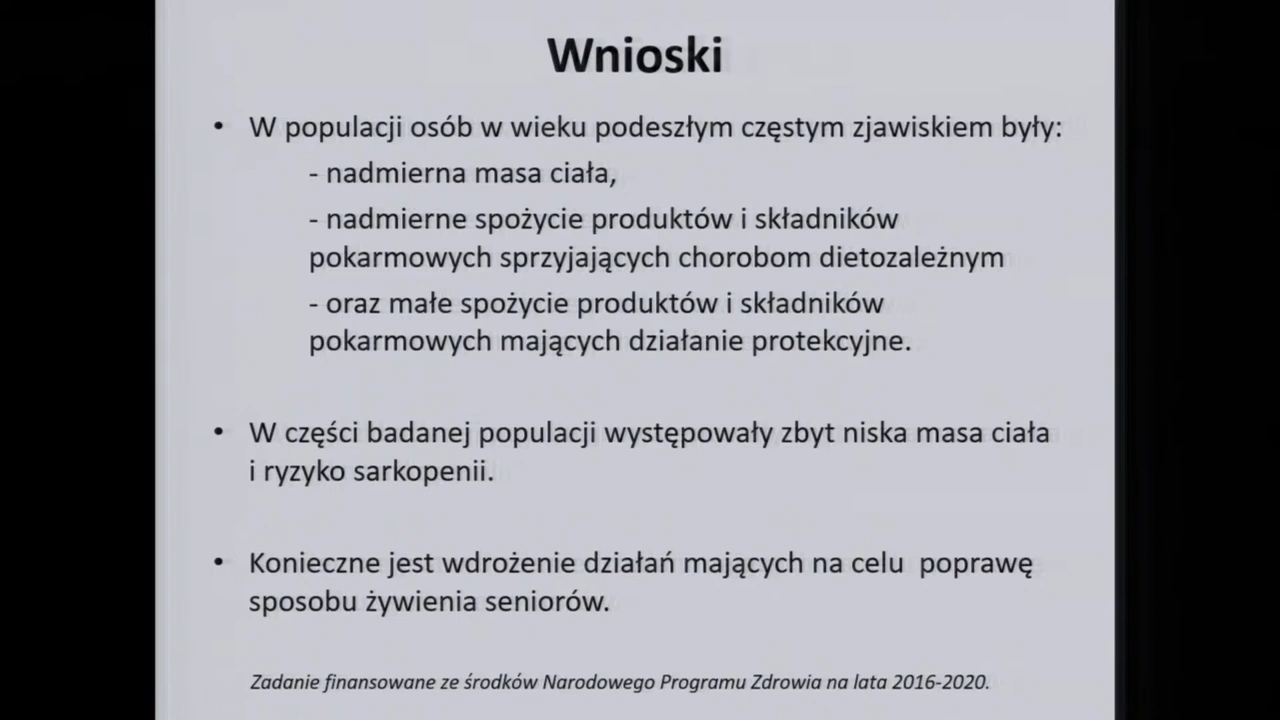 Wnioski
• W populacji osób w wieku podeszłym częstym zjawiskiem były:
- nadmierna masa ciała,
- nadmierne spożycie produktów i składników
pokarmowych sprzyjających chorobom dietozależnym
- oraz małe spożycie produktów i składników
pokarmowych mających działanie protekcyjne.
• W części badanej populacji występowały zbyt niska masa ciała
i ryzyko sarkopenii.
• Konieczne jest wdrożenie działań mających na celu  poprawę
sposobu żywienia seniorów.
Zadanie finansowane ze środków Narodowego Programu Zdrowia na lata 2016-2020.